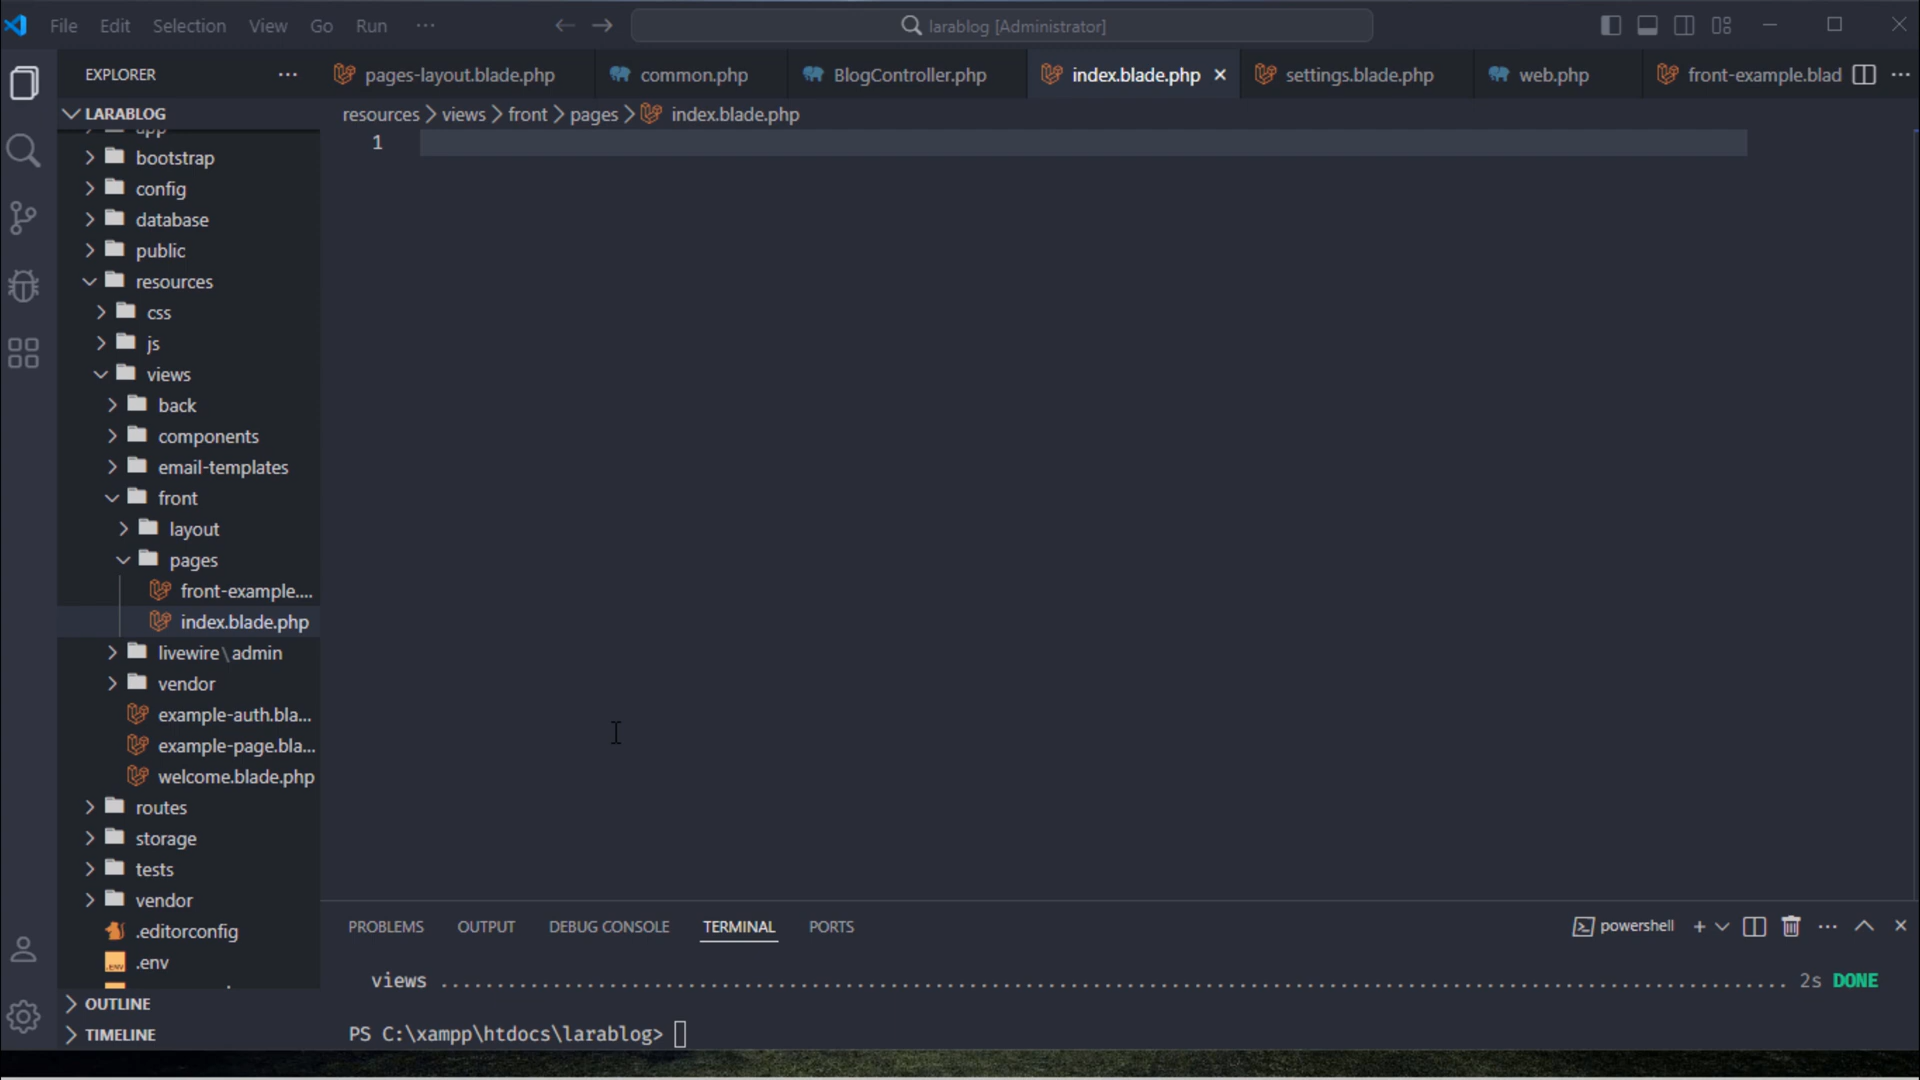 File Edit Selection View Go Run ···
larablog [Administrator]
EXPLORER
pages-layout.blade.php
common.php
BlogController.php
index.blade.php
settings.blade.php
web.php
front-example.blad
LARABLOG
resources > views > front > pages > index.blade.php
1
app
bootstrap
config
database
public
resources
css
js
views
back
components
email-templates
front
layout
pages
front-example....
index.blade.php
livewire\admin
vendor
example-auth.bla...
example-page.bla...
welcome.blade.php
routes
storage
tests
vendor
.editorconfig
.env
OUTLINE
TIMELINE
PROBLEMS OUTPUT DEBUG CONSOLE TERMINAL PORTS
powershell
views ........................................ 2s DONE
PS C:\xampp\htdocs\larablog>